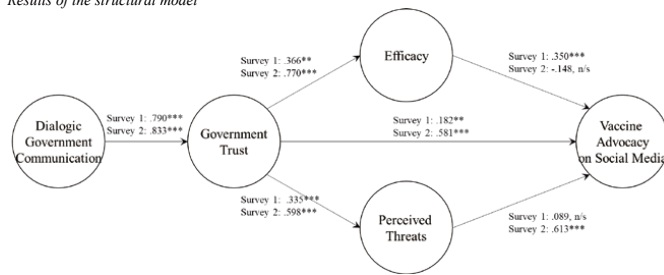 Results of the structural model
Survey 1: .366**
Survey 2: .770***
Efficacy
Survey 1: .350***
Survey 2: -.148, n/s
Dialogic
Government
Communication
Survey 1: .790***
Survey 2: .833***
Government
Trust
Survey 1: .182**
Survey 2: .581***
Vaccine
Advocacy
on Social Media
Survey 1: .335***
Survey 2: .598***
Perceived
Threats
Survey 1: .089, n/s
Survey 2: .613***